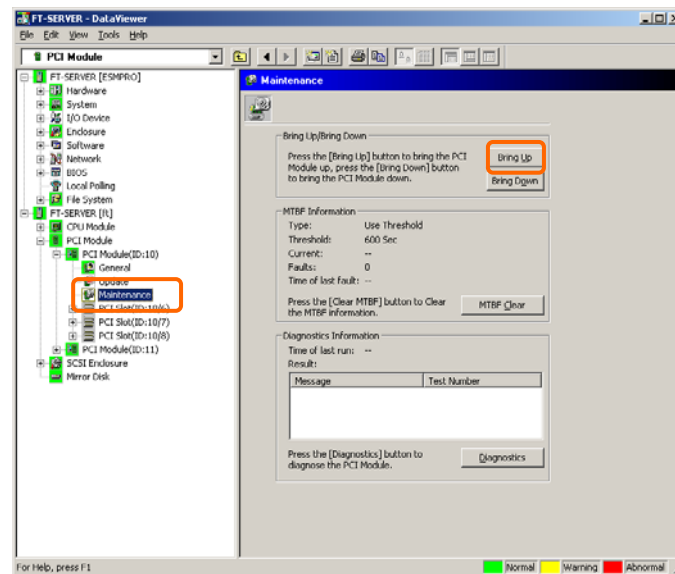 FT-SERVER - DataViewer
File Edit View Tools Help
PCI Module
FT-SERVER [ESMPRO]
Hardware
System
I/O Device
Enclosure
Software
Network
BIOS
Local Polling
File System
FT-SERVER [ft]
CPU Module
PCI Module
PCI Module(ID:10)
General
Update
Maintenance
PCI Slot(ID:10/6)
PCI Slot(ID:10/7)
PCI Slot(ID:10/8)
PCI Module(ID:11)
SCSI Enclosure
Mirror Disk
Maintenance
Bring Up/Bring Down
Press the [Bring Up] button to bring the PCI
Module up, press the [Bring Down] button
to bring the PCI Module down.
Bring Up
Bring Down
MTBF Information
Type: Use Threshold
Threshold: 600 Sec
Current: --
Faults: 0
Time of last fault: --
Press the [Clear MTBF] button to Clear
the MTBF information.
MTBF Clear
Diagnostics Information
Time of last run: --
Result:
Message Test Number
Press the [Diagnostics] button to
diagnose the PCI Module.
Diagnostics
For Help, press F1
Normal Warning Abnormal